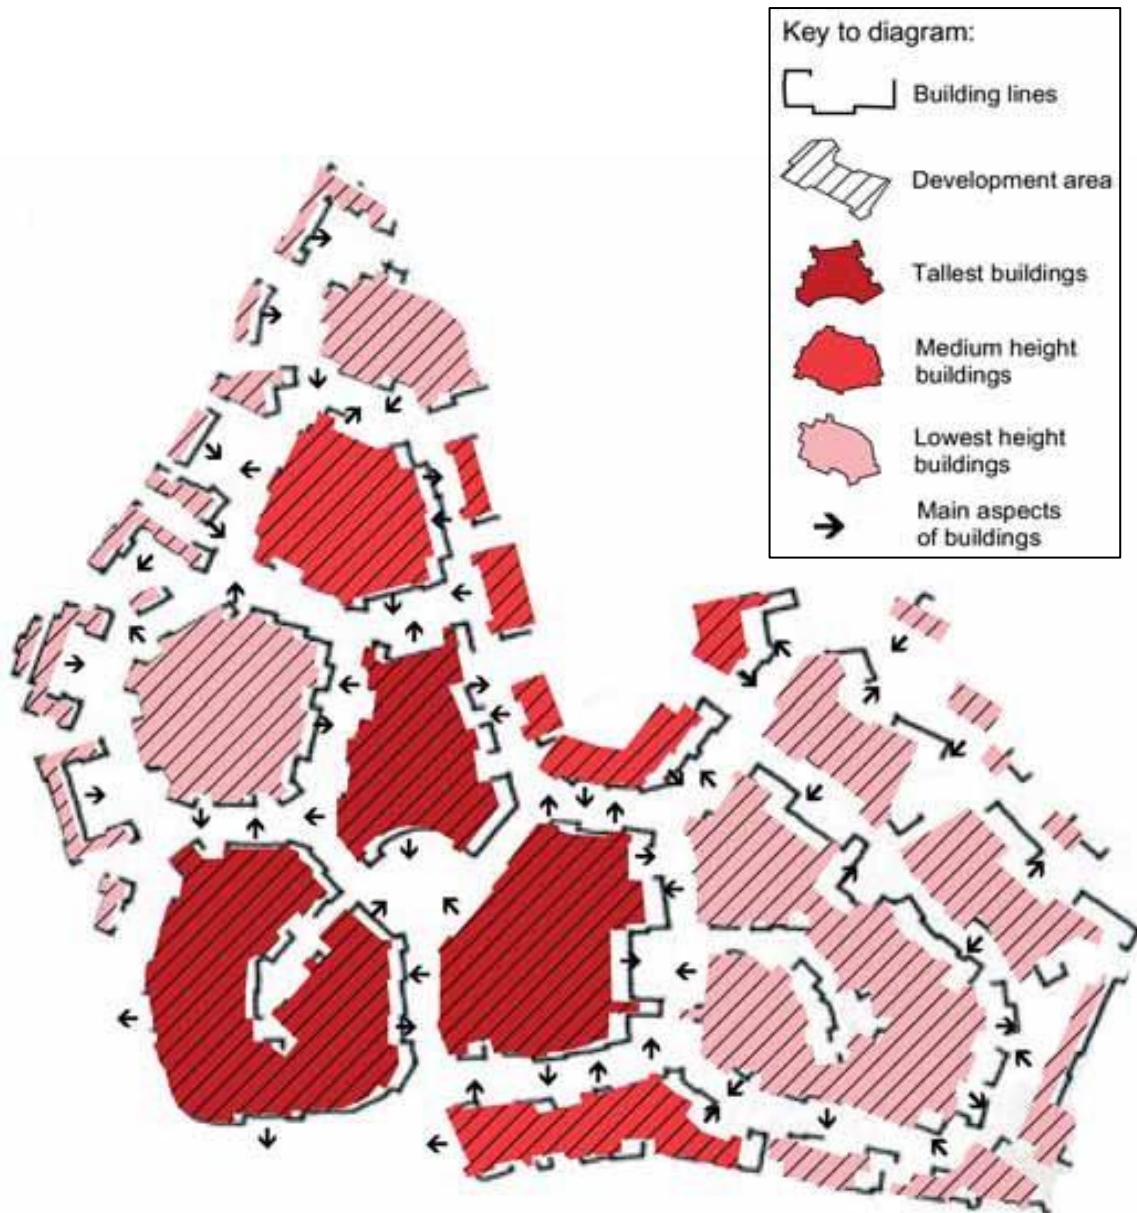 Key to diagram:
Building lines
Development area
Tallest buildings
Medium height
buildings
Lowest height
buildings
Main aspects
of buildings